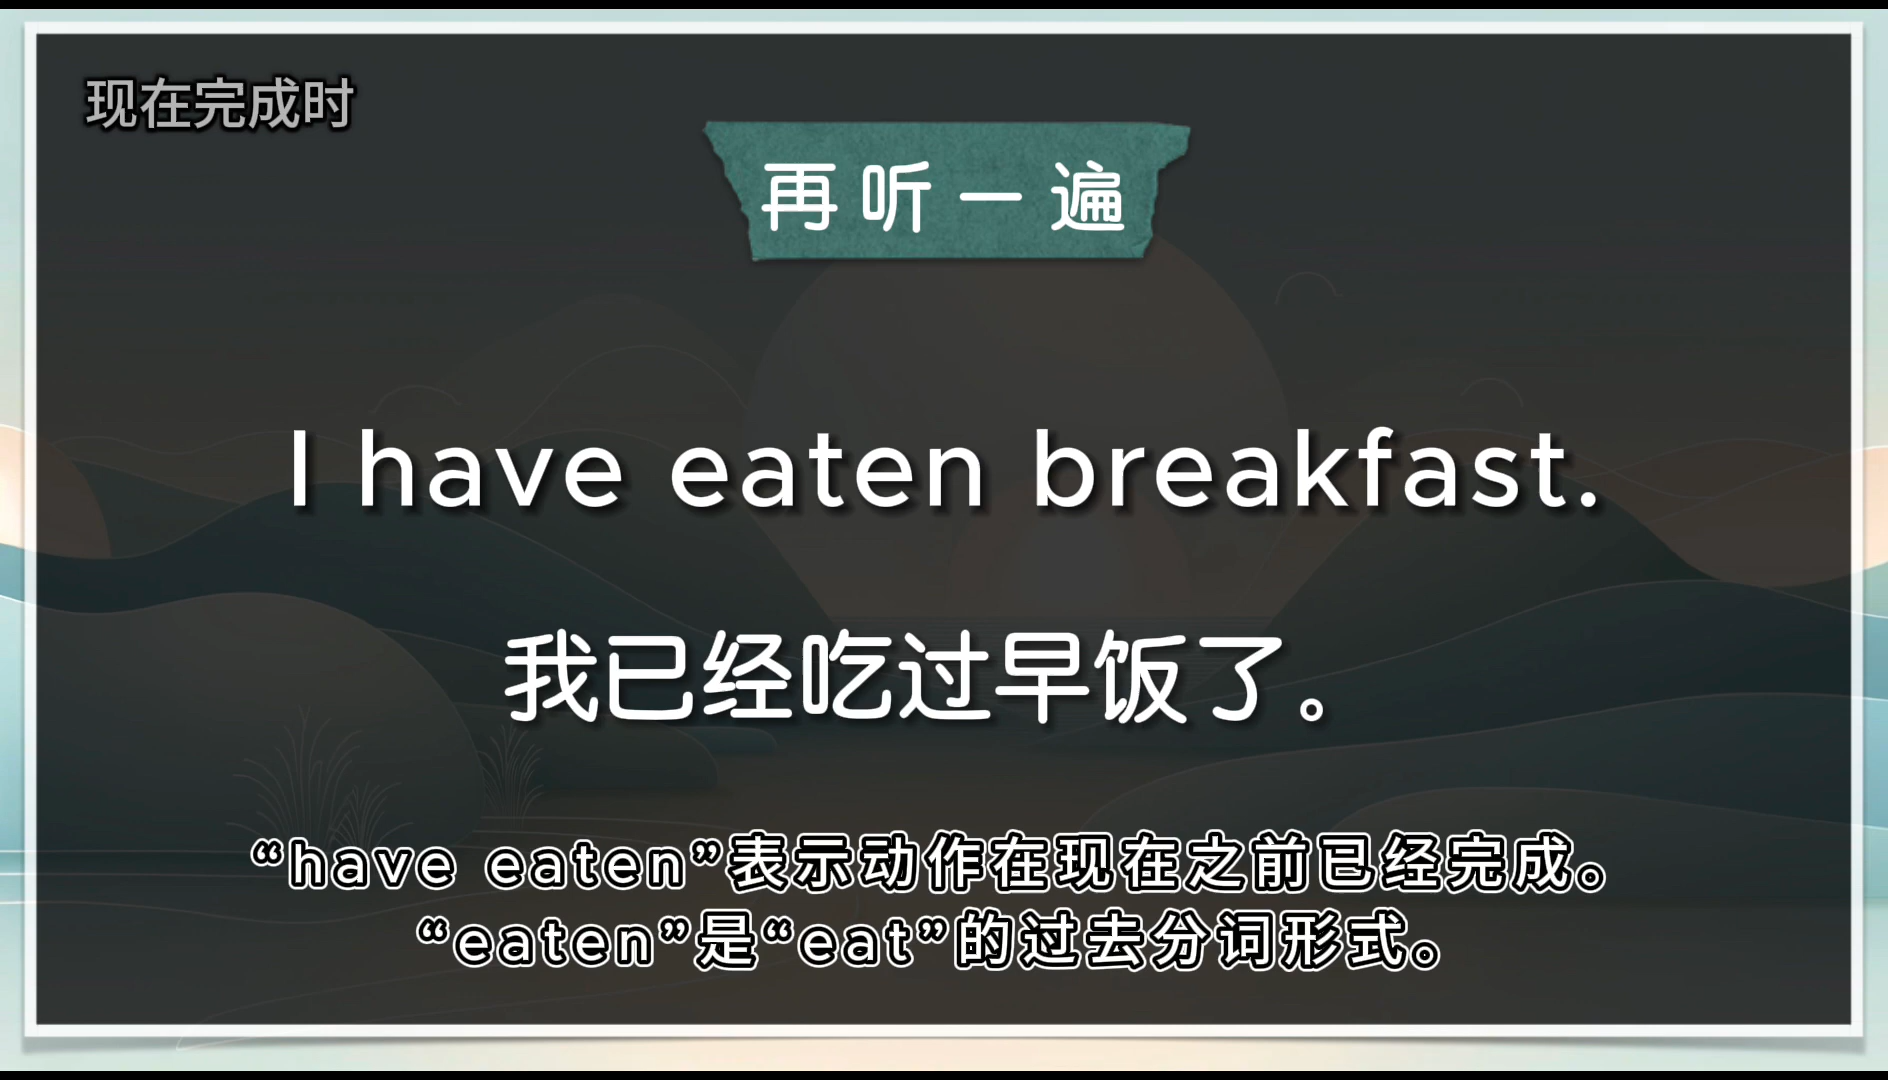 现在完成时
再听一遍
I have eaten breakfast.
我已经吃过早饭了。
“have eaten”表示动作在现在之前已经完成。
“eaten”是“eat”的过去分词形式。